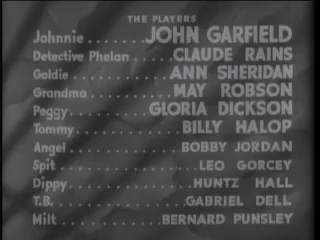 THE PLAYERS
Johnnie.......JOHN GARFIELD
Detective Phelan.....CLAUDE RAINS
Goldie............ANN SHERIDAN
Grandma.........MAY ROBSON
Peggy..........GLORIA DICKSON
Tommy..............BILLY HALOP
Angel..............BOBBY JORDAN
Spit..................LEO GORCEY
Dippy................HUNTZ HALL
T.B................GABRIEL DELL
Milt..........BERNARD PUNSLEY